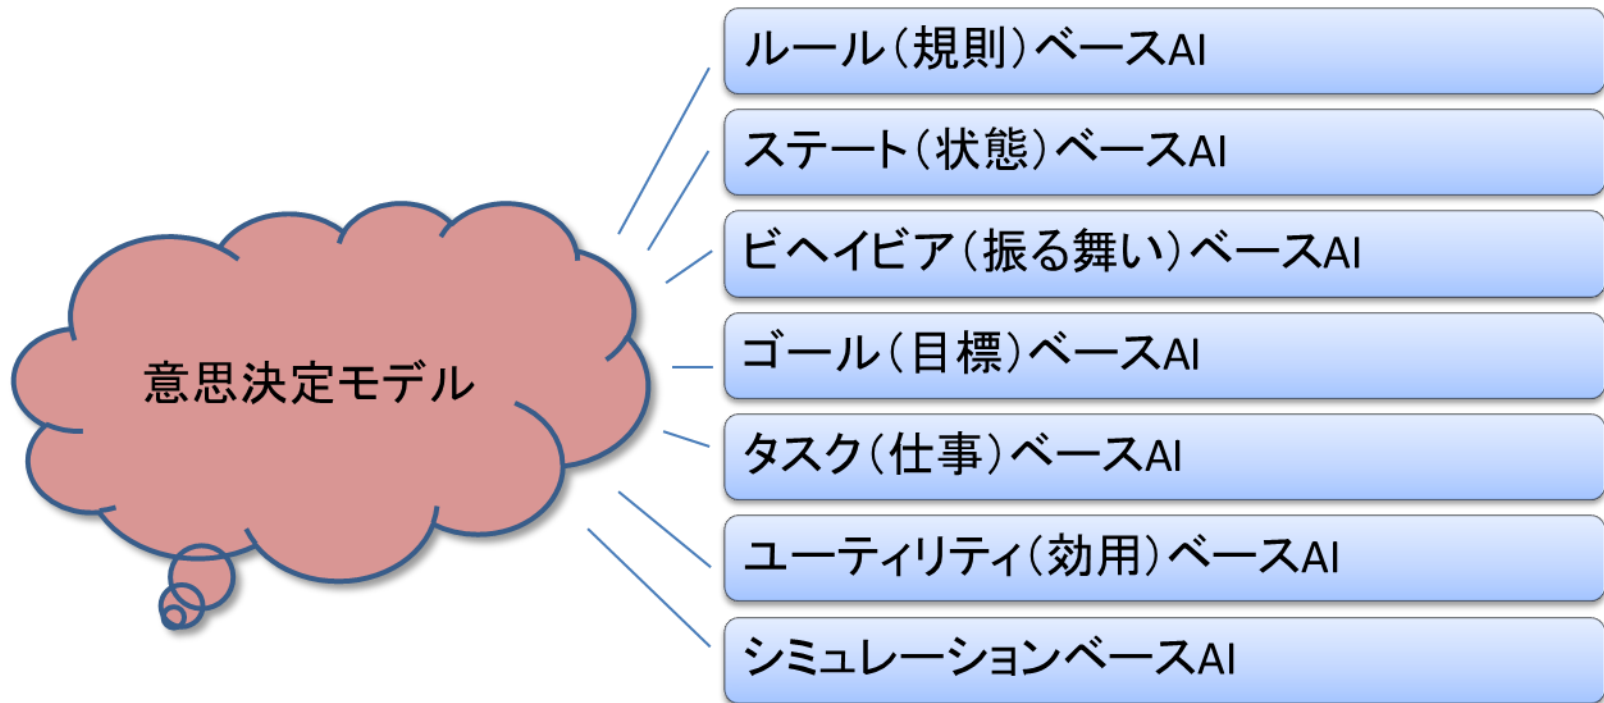 ルール（規則）ベースAI
ステート（状態）ベースAI
ビヘイビア（振る舞い）ベースAI
意思決定モデル
ゴール（目標）ベースAI
タスク（仕事）ベースAI
ユーティリティ（効用）ベースAI
シミュレーションベースAI